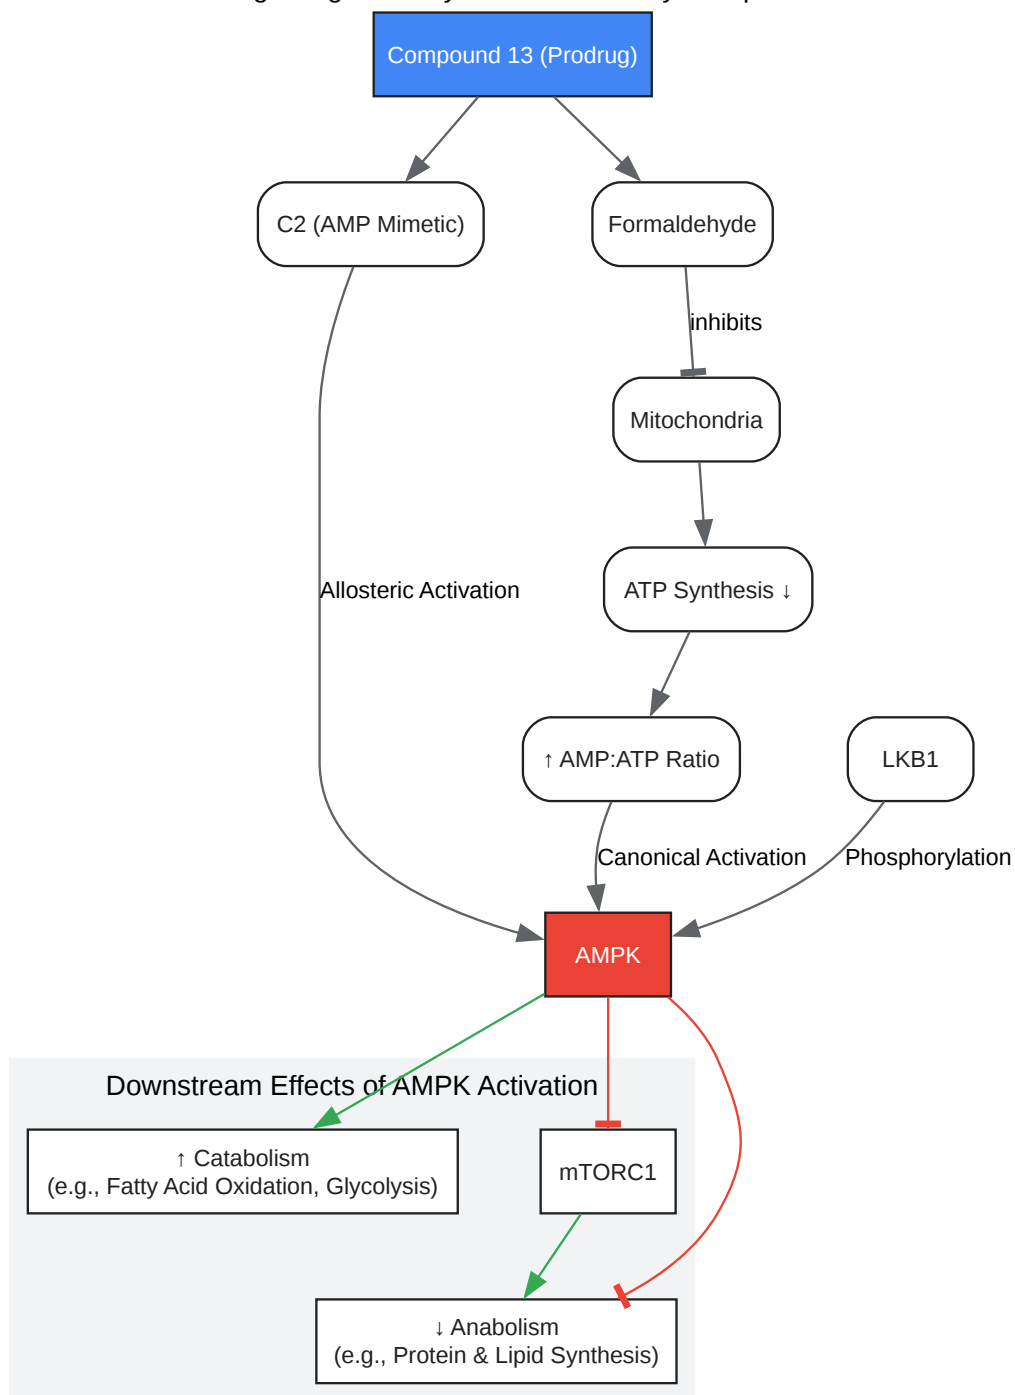 Compound 13 (Prodrug)
C2 (AMP Mimetic)
Formaldehyde
inhibits
Mitochondria
Allosteric Activation
ATP Synthesis ↓
↑ AMP:ATP Ratio
LKB1
Canonical Activation
Phosphorylation
AMPK
Downstream Effects of AMPK Activation
↑ Catabolism
(e.g., Fatty Acid Oxidation, Glycolysis)
mTORC1
↓ Anabolism
(e.g., Protein & Lipid Synthesis)